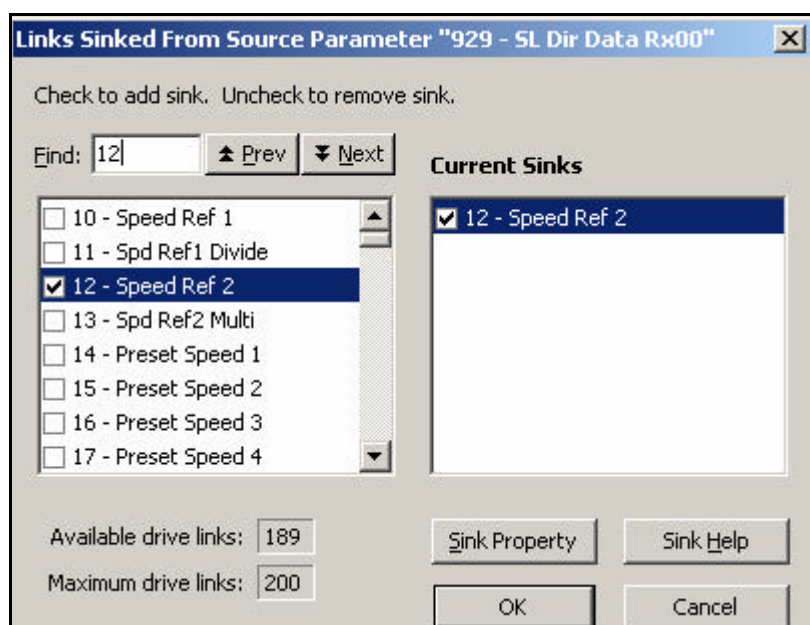 Links Sinked From Source Parameter "929 - SL Dir Data Rx00"
Check to add sink. Uncheck to remove sink.
Find: 12 Prev Next
Current Sinks
10 - Speed Ref 1
11 - Spd Ref1 Divide
12 - Speed Ref 2
13 - Spd Ref2 Multi
14 - Preset Speed 1
15 - Preset Speed 2
16 - Preset Speed 3
17 - Preset Speed 4
12 - Speed Ref 2
Available drive links: 189
Maximum drive links: 200
Sink Property Sink Help
OK Cancel